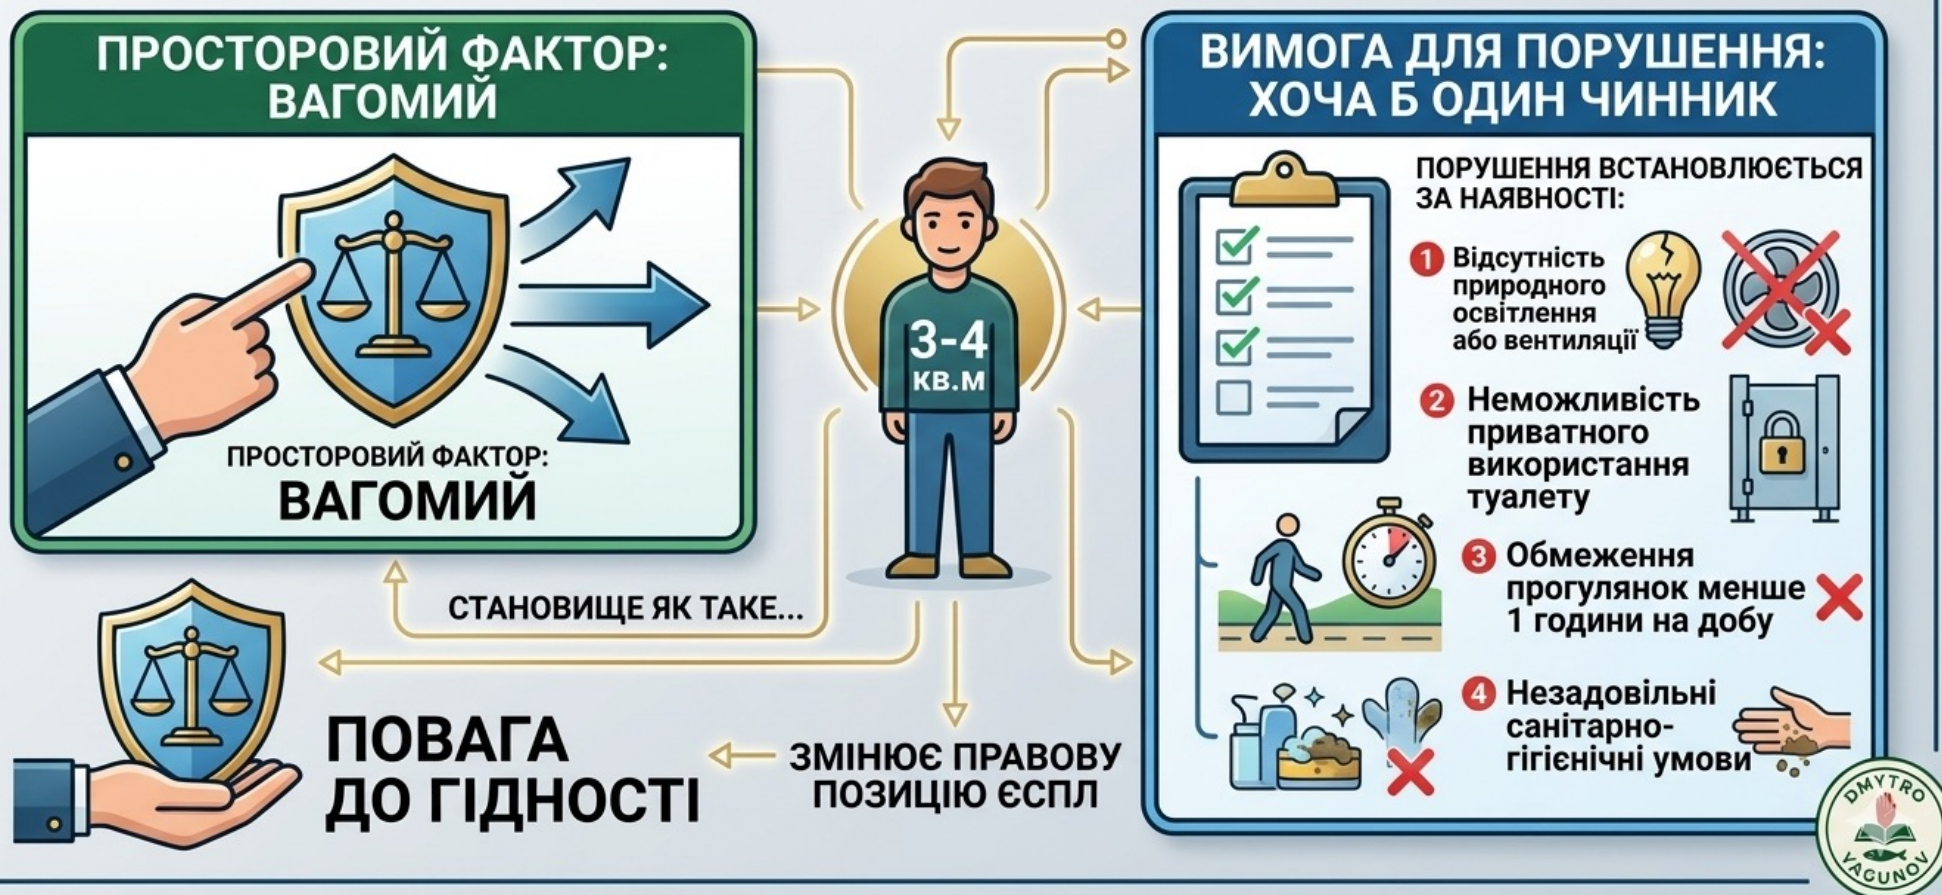 ПРОСТОРОВИЙ ФАКТОР:
ВАГОМИЙ
ПРОСТОРОВИЙ ФАКТОР:
ВАГОМИЙ
3-4
КВ.М
СТАНОВИЩЕ ЯК ТАКЕ...
ПОВАГА
ДО ГІДНОСТІ
ЗМІНЮЄ ПРАВОВУ
ПОЗИЦІЮ ЄСПЛ
ВИМОГА ДЛЯ ПОРУШЕННЯ:
ХОЧА Б ОДИН ЧИННИК
ПОРУШЕННЯ ВСТАНОВЛЮЄТЬСЯ
ЗА НАЯВНОСТІ:
1 Відсутність
природного
освітлення
або вентиляції
2 Неможливість
приватного
використання
туалету
3 Обмеження
прогулянок менше
1 години на добу
4 Незадовільні
санітарно-
гігієнічні умови
DMYTRO
YAGUNOV